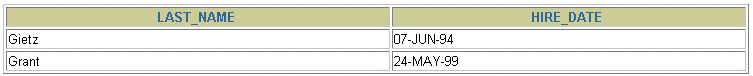 LAST_NAME HIRE_DATE
Gietz 07-JUN-94
Grant 24-MAY-99